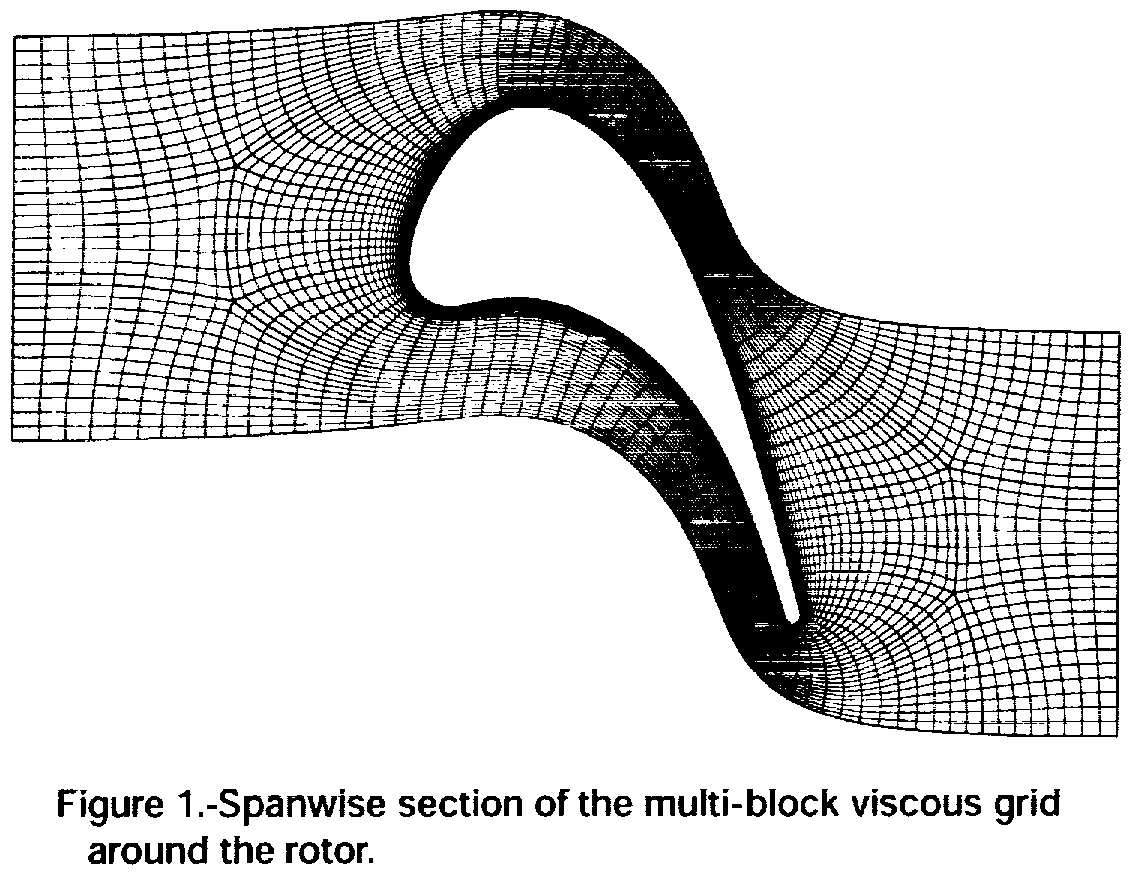 Figure 1.-Spanwise section of the multi-block viscous grid
around the rotor.